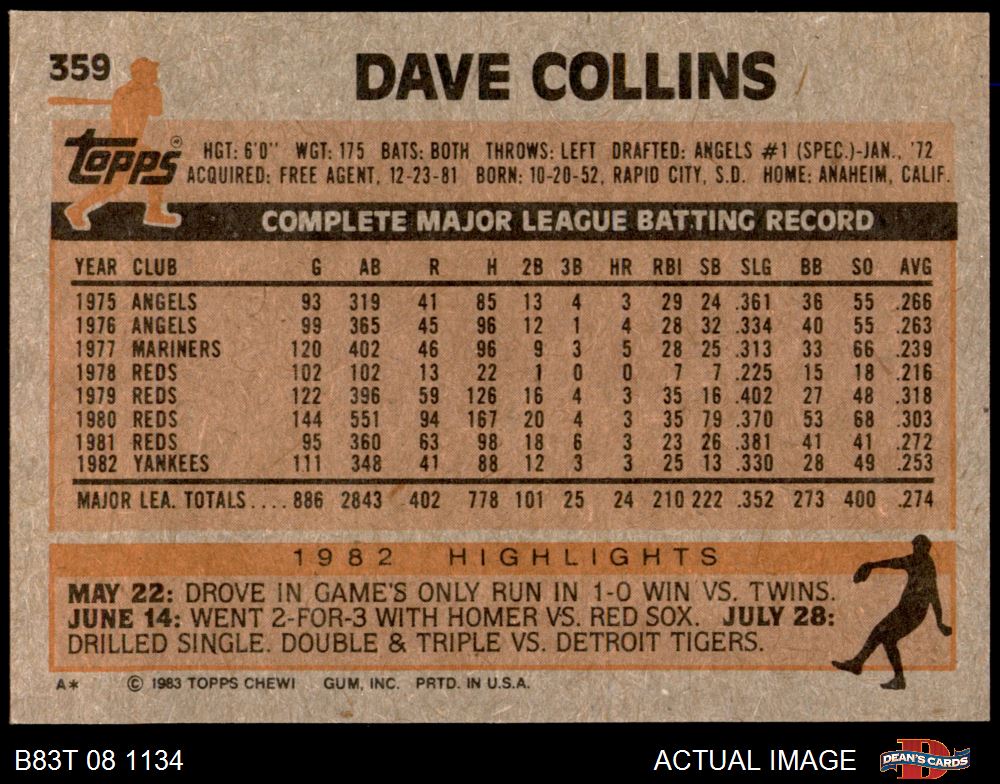 359
DAVE COLLINS
Topps®
HGT: 6'0" WGT: 175 BATS: BOTH THROWS: LEFT DRAFTED: ANGELS #1 (SPEC.)-JAN., '72
ACQUIRED: FREE AGENT, 12-23-81 BORN: 10-20-52, RAPID CITY, S.D. HOME: ANAHEIM, CALIF.
COMPLETE MAJOR LEAGUE BATTING RECORD
YEAR CLUB G AB R H 2B 3B HR RBI SB SLG BB SO AVG
1975 ANGELS 93 319 41 85 13 4 3 29 24 .361 36 55 .266
1976 ANGELS 99 365 45 96 12 1 4 28 32 .334 40 55 .263
1977 MARINERS 120 402 46 96 9 3 5 28 25 .313 33 66 .239
1978 REDS 102 102 13 22 1 0 0 7 7 .225 15 18 .216
1979 REDS 122 396 59 126 16 4 3 35 16 .402 27 48 .318
1980 REDS 144 551 94 167 20 4 3 35 79 .370 53 68 .303
1981 REDS 95 360 63 98 18 6 3 23 26 .381 41 41 .272
1982 YANKEES 111 348 41 88 12 3 3 25 13 .330 28 49 .253
MAJOR LEA. TOTALS.... 886 2843 402 778 101 25 24 210 222 .352 273 400 .274
1982 HIGHLIGHTS
MAY 22: DROVE IN GAME'S ONLY RUN IN 1-0 WIN VS. TWINS.
JUNE 14: WENT 2-FOR-3 WITH HOMER VS. RED SOX. JULY 28:
DRILLED SINGLE. DOUBLE & TRIPLE VS. DETROIT TIGERS.
A* © 1983 TOPPS CHEWI GUM, INC. PRTD. IN U.S.A.
B83T 08 1134 ACTUAL IMAGE D DEAN'S CARDS